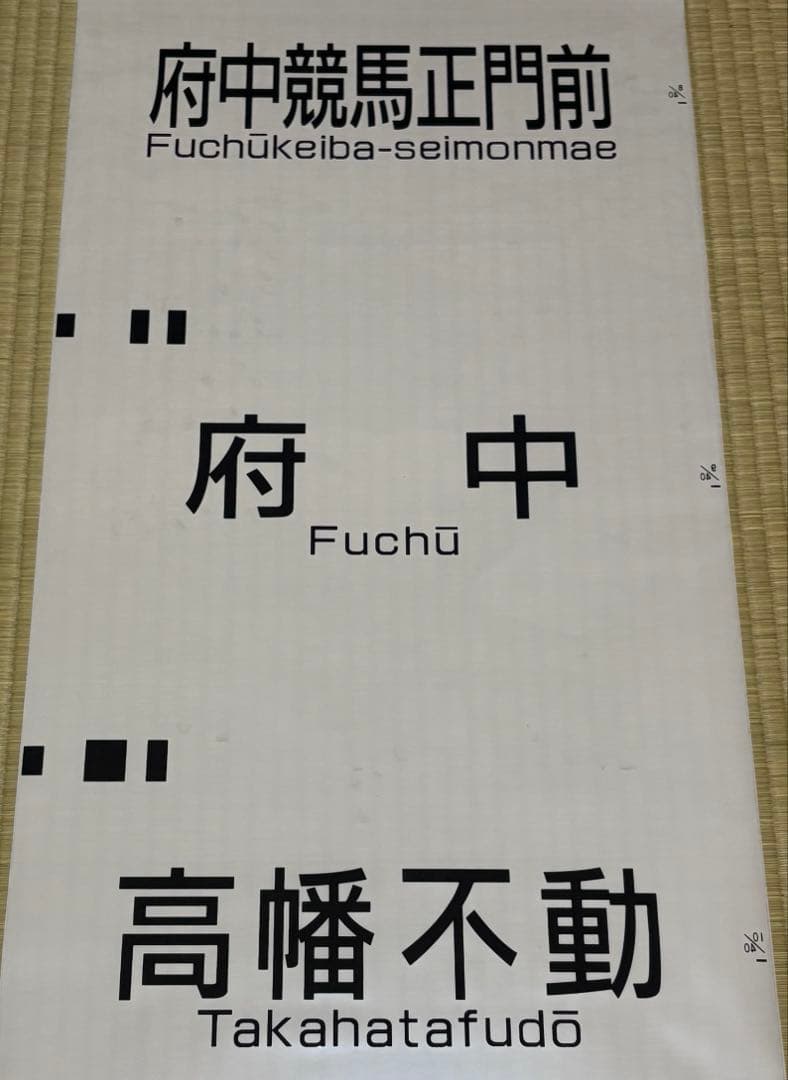 府中競馬正門前
Fuchūkeiba-seimonmae
府 中
Fuchū
高幡不動
Takahatafudō